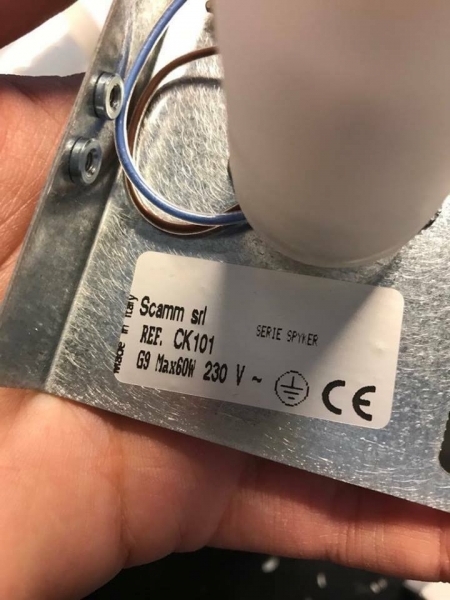 Made in Italy
Scamm srl
REF. CK101
SERIE SPYKER
G9 Max60W 230 V ~
CE